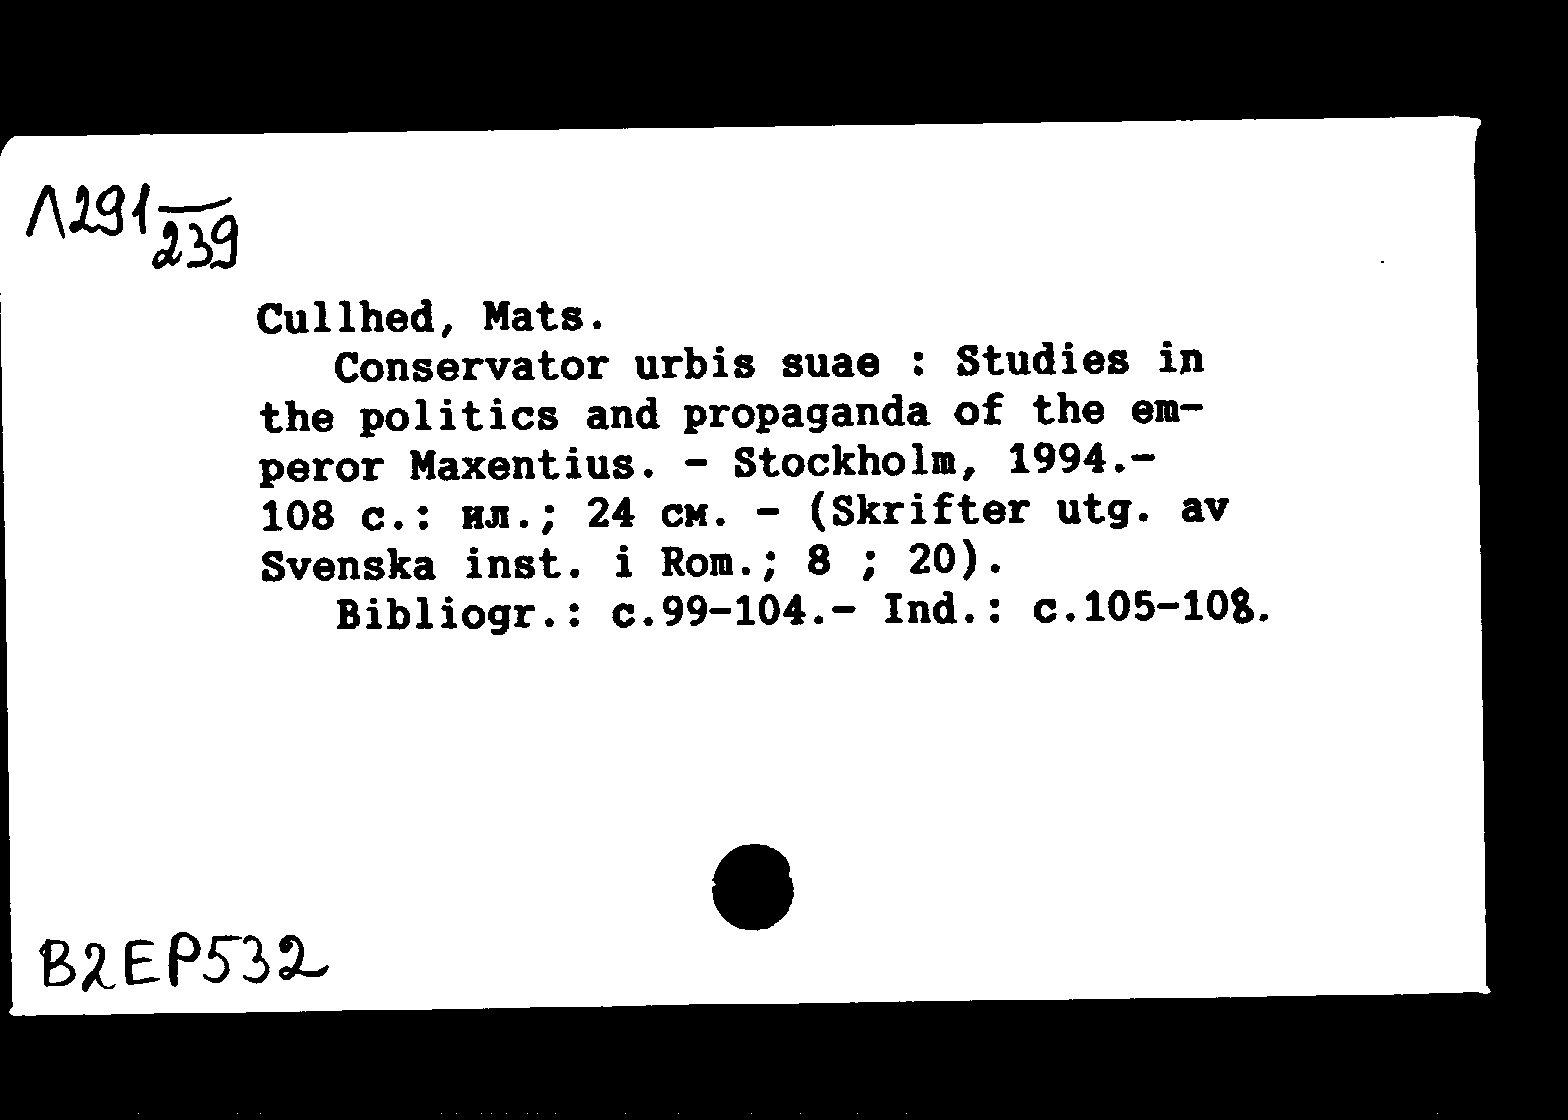 Л291
239
Cullhed, Mats.
Conservator urbis suae : Studies in
the politics and propaganda of the em-
peror Maxentius. - Stockholm, 1994.-
108 с.: ил.; 24 см. - (Skrifter utg. av
Svenska inst. i Rom.; 8 ; 20).
Bibliogr.: с.99-104.- Ind.: с.105-108.
B2EP532